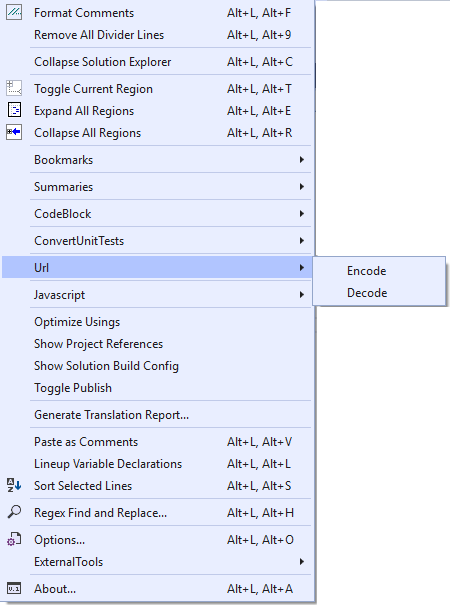 Format Comments Alt+L, Alt+F
Remove All Divider Lines Alt+L, Alt+9
Collapse Solution Explorer Alt+L, Alt+C
Toggle Current Region Alt+L, Alt+T
Expand All Regions Alt+L, Alt+E
Collapse All Regions Alt+L, Alt+R
Bookmarks
Summaries
CodeBlock
ConvertUnitTests
Url
Encode
Decode
Javascript
Optimize Usings
Show Project References
Show Solution Build Config
Toggle Publish
Generate Translation Report...
Paste as Comments Alt+L, Alt+V
Lineup Variable Declarations Alt+L, Alt+L
Sort Selected Lines Alt+L, Alt+S
Regex Find and Replace... Alt+L, Alt+H
Options... Alt+L, Alt+O
ExternalTools
About... Alt+L, Alt+A